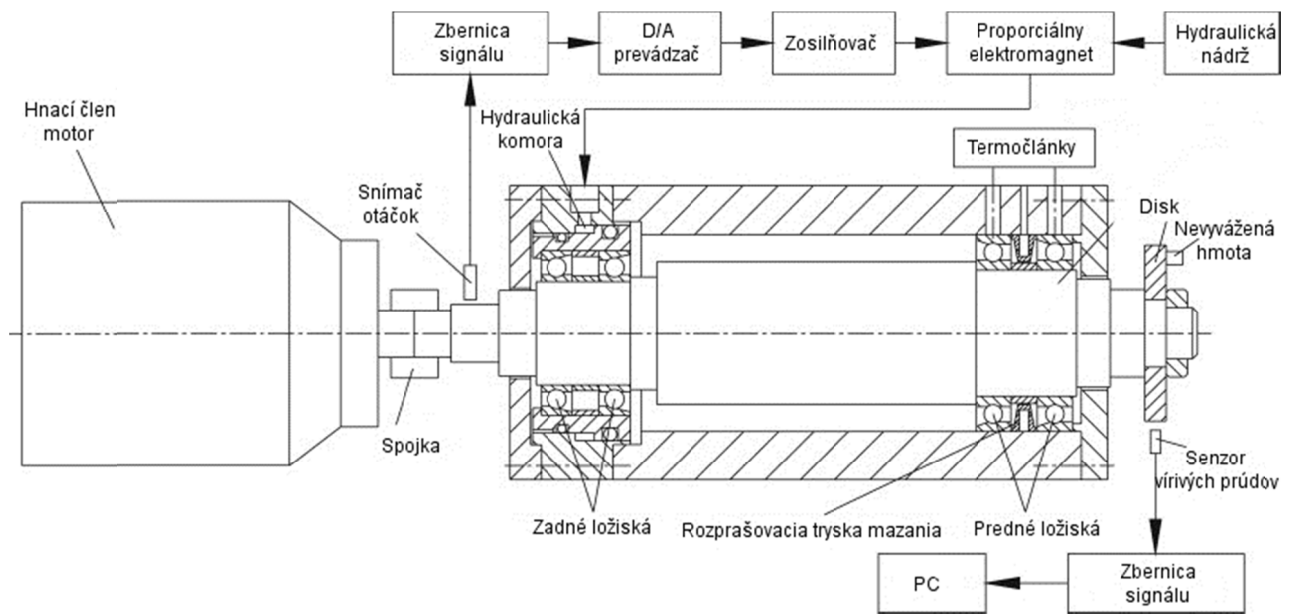 Zbernica
signálu
D/A
prevádzač
Zosilňovač
Proporciálny
elektromagnet
Hydraulická
nádrž
Hnací člen
motor
Hydraulická
komora
Termočlánky
Snímač
otáčok
Disk
Nevyvážená
hmota
Spojka
Zadné ložiská
Rozprašovacia tryska mazania
Predné ložiská
Senzor
vírivých prúdov
PC
Zbernica
signálu